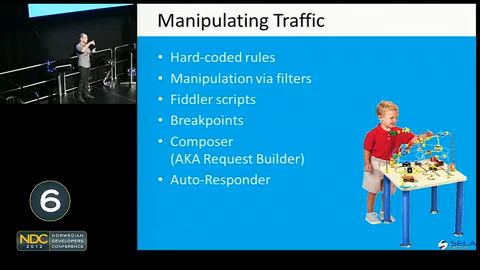 Manipulating Traffic
• Hard-coded rules
• Manipulation via filters
• Fiddler scripts
• Breakpoints
• Composer
(AKA Request Builder)
• Auto-Responder
6
NDC
2012
NORWEGIAN
DEVELOPERS
CONFERENCE
SELA